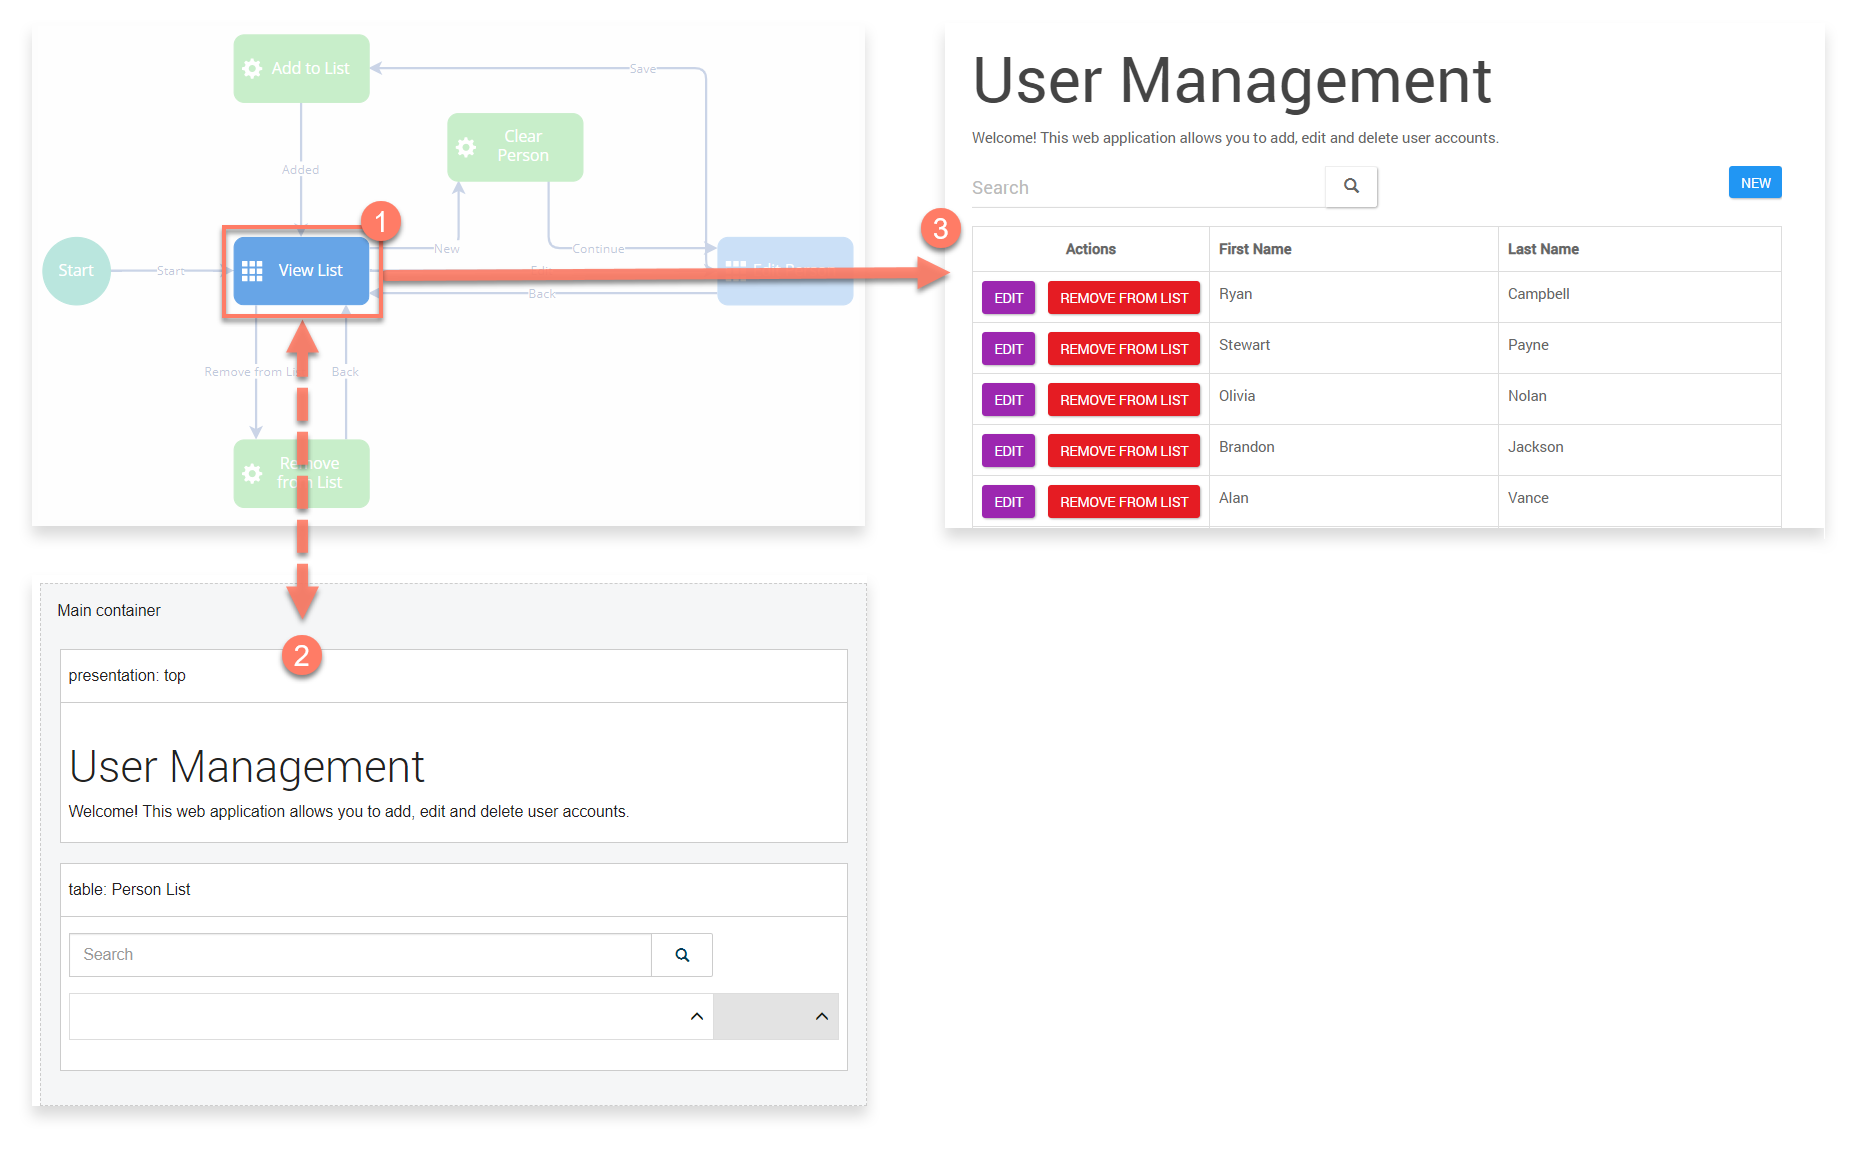 Add to List
Save
Clear
Person
Added
1
New
Continue
Start
Start
View List
Back
Remove from Lis
Back
Remove
from List
3
User Management
Welcome! This web application allows you to add, edit and delete user accounts.
Search
NEW
Actions First Name Last Name
EDIT REMOVE FROM LIST Ryan Campbell
EDIT REMOVE FROM LIST Stewart Payne
EDIT REMOVE FROM LIST Olivia Nolan
EDIT REMOVE FROM LIST Brandon Jackson
EDIT REMOVE FROM LIST Alan Vance
Main container
2
presentation: top
User Management
Welcome! This web application allows you to add, edit and delete user accounts.
table: Person List
Search